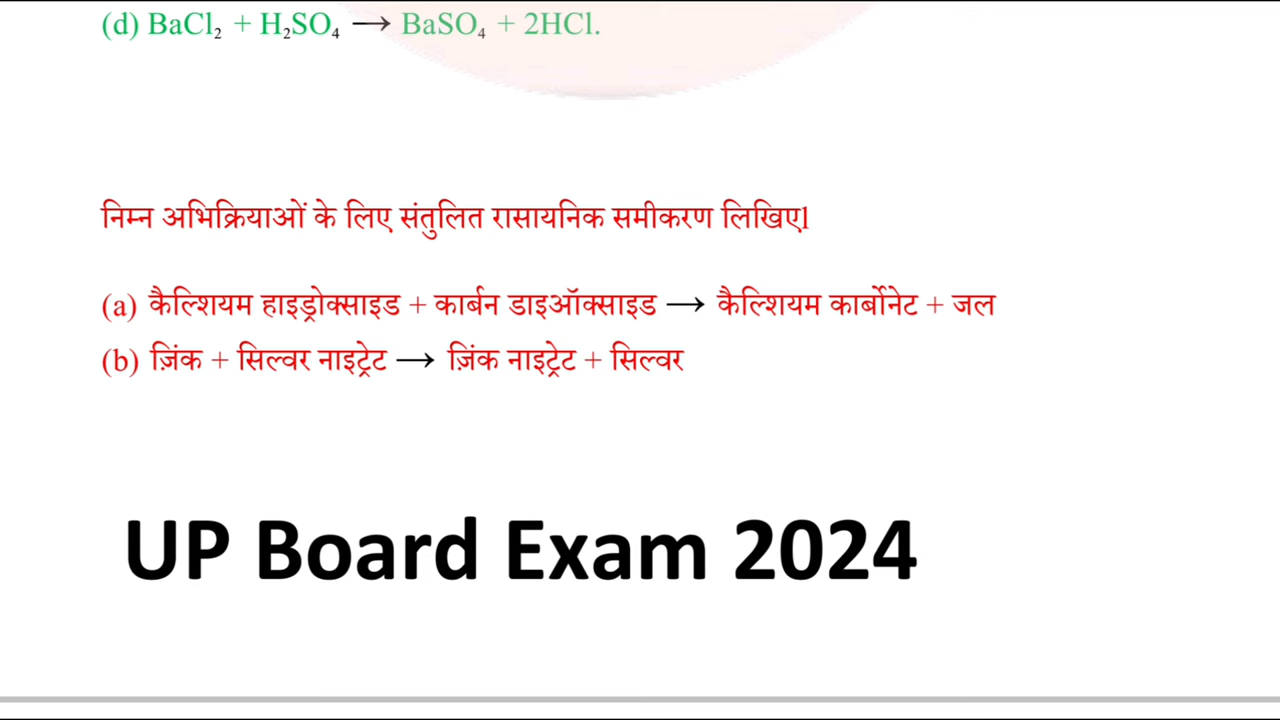 (d) BaCl₂ + H₂SO₄ ⟶ BaSO₄ + 2HCl.
निम्न अभिक्रियाओं के लिए संतुलित रासायनिक समीकरण लिखिए।
(a) कैल्शियम हाइड्रोक्साइड + कार्बन डाइऑक्साइड ⟶ कैल्शियम कार्बोनेट + जल
(b) ज़िंक + सिल्वर नाइट्रेट ⟶ ज़िंक नाइट्रेट + सिल्वर
UP Board Exam 2024